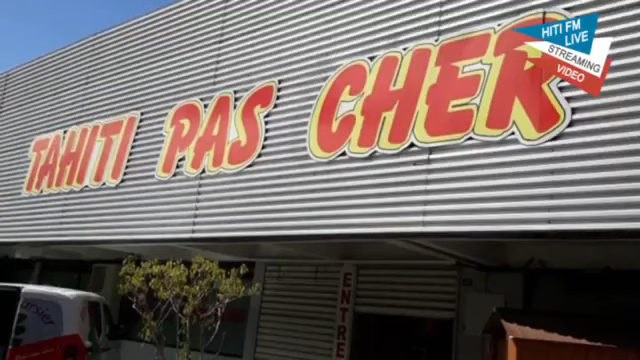 TAHITI PAS CHER
HITI FM
LIVE
STREAMING
VIDEO
ENTRE